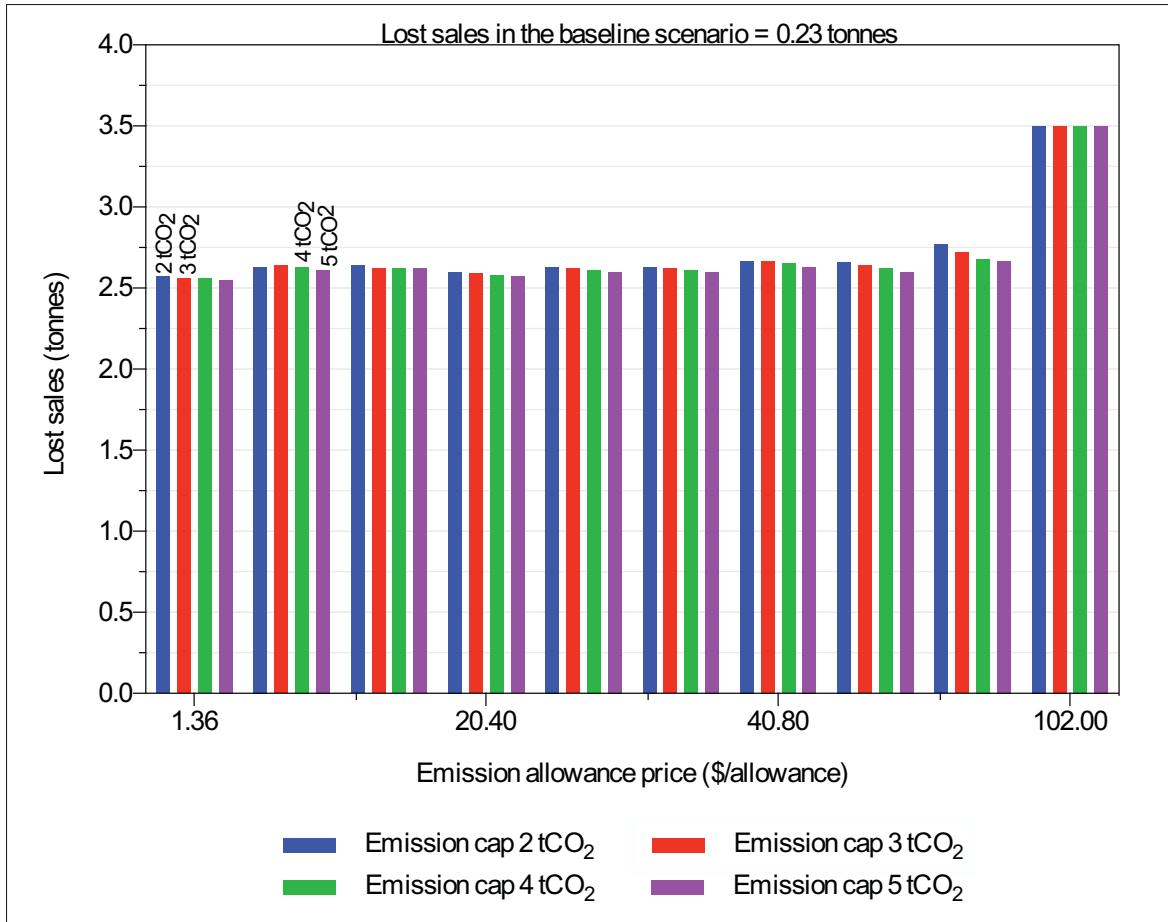 Lost sales in the baseline scenario = 0.23 tonnes
4.0
3.5
3.0
2.5
2.0
1.5
1.0
0.5
0.0
Lost sales (tonnes)
2 tCO₂
3 tCO₂
4 tCO₂
5 tCO2
1.36
20.40
40.80
102.00
Emission allowance price ($/allowance)
Emission cap 2 tCO₂
Emission cap 3 tCO₂
Emission cap 4 tCO₂
Emission cap 5 tCO₂